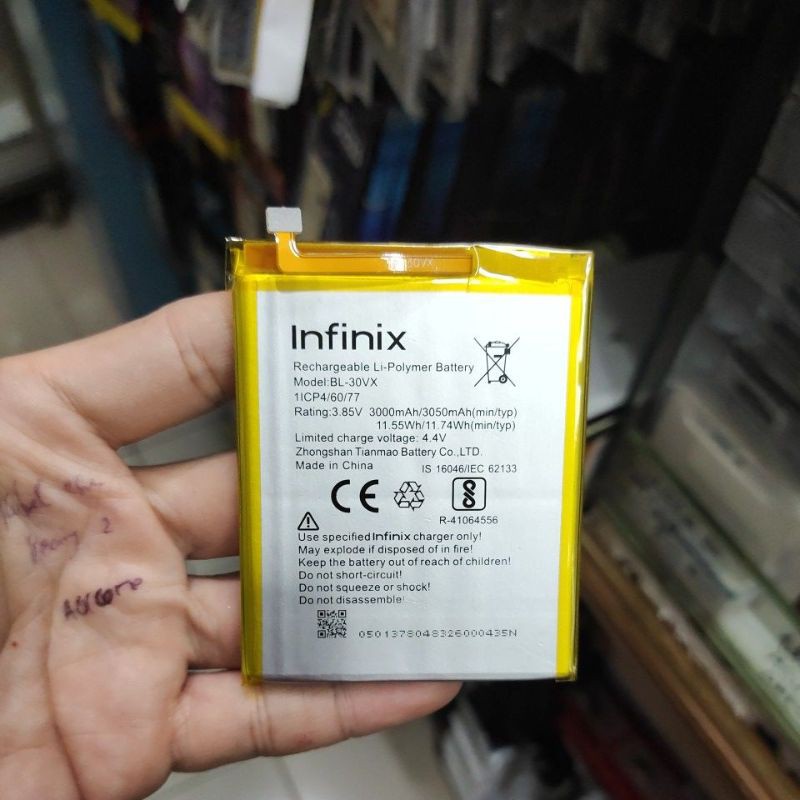 30VX
Infinix
Rechargeable Li-Polymer Battery
Model:BL-30VX
1ICP4/60/77
Rating:3.85V 3000mAh/3050mAh(min/typ)
11.55Wh/11.74Wh(min/typ)
Limited charge voltage: 4.4V
Zhongshan Tianmao Battery Co.,LTD.
Made in China
IS 16046/IEC 62133
CE
R-41064556
Use specified Infinix charger only!
May explode if disposed of in fire!
Keep the battery out of reach of children!
Do not short-circuit!
Do not squeeze or shock!
Do not disassemble!
0501378048326000435N